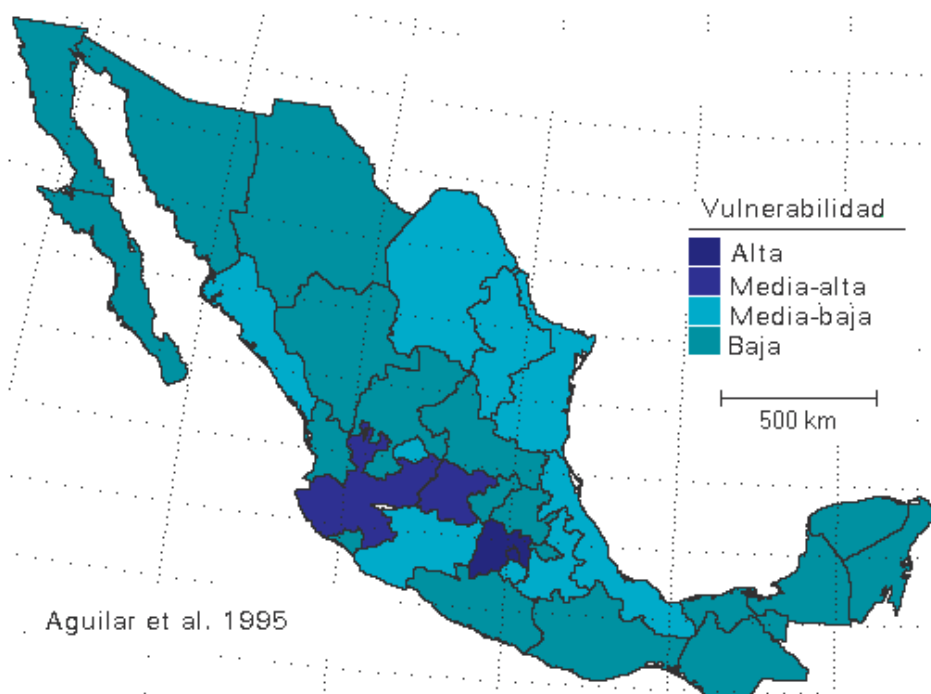 Vulnerabilidad
Alta
Media-alta
Media-baja
Baja
500 km
Aguilar et al. 1995